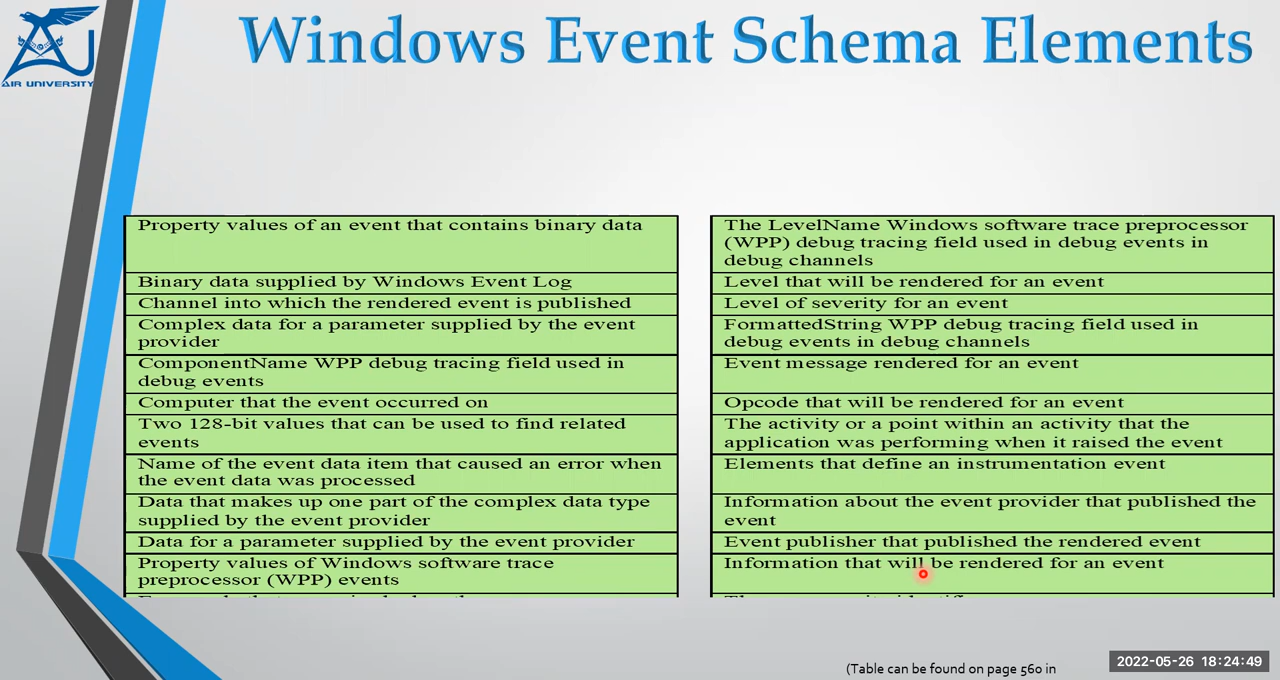 AIR UNIVERSITY
Windows Event Schema Elements
Property values of an event that contains binary data
Binary data supplied by Windows Event Log
Channel into which the rendered event is published
Complex data for a parameter supplied by the event
provider
ComponentName WPP debug tracing field used in
debug events
Computer that the event occurred on
Two 128-bit values that can be used to find related
events
Name of the event data item that caused an error when
the event data was processed
Data that makes up one part of the complex data type
supplied by the event provider
Data for a parameter supplied by the event provider
Property values of Windows software trace
preprocessor (WPP) events
The LevelName Windows software trace preprocessor
(WPP) debug tracing field used in debug events in
debug channels
Level that will be rendered for an event
Level of severity for an event
FormattedString WPP debug tracing field used in
debug events in debug channels
Event message rendered for an event
Opcode that will be rendered for an event
The activity or a point within an activity that the
application was performing when it raised the event
Elements that define an instrumentation event
Information about the event provider that published the
event
Event publisher that published the rendered event
Information that will be rendered for an event
(Table can be found on page 560 in
2022-05-26 18:24:49